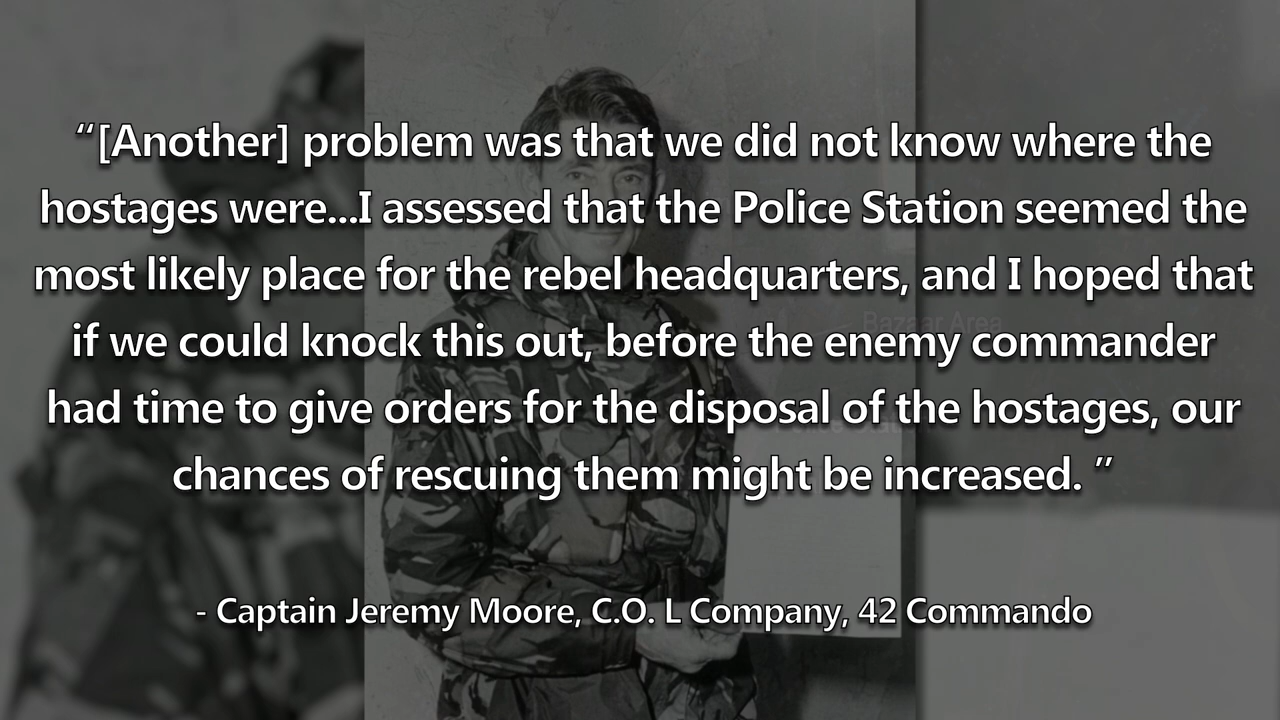 “[Another] problem was that we did not know where the
hostages were...I assessed that the Police Station seemed the
most likely place for the rebel headquarters, and I hoped that
if we could knock this out, before the enemy commander
had time to give orders for the disposal of the hostages, our
chances of rescuing them might be increased. ”
Bazaar Area
- Captain Jeremy Moore, C.O. L Company, 42 Commando